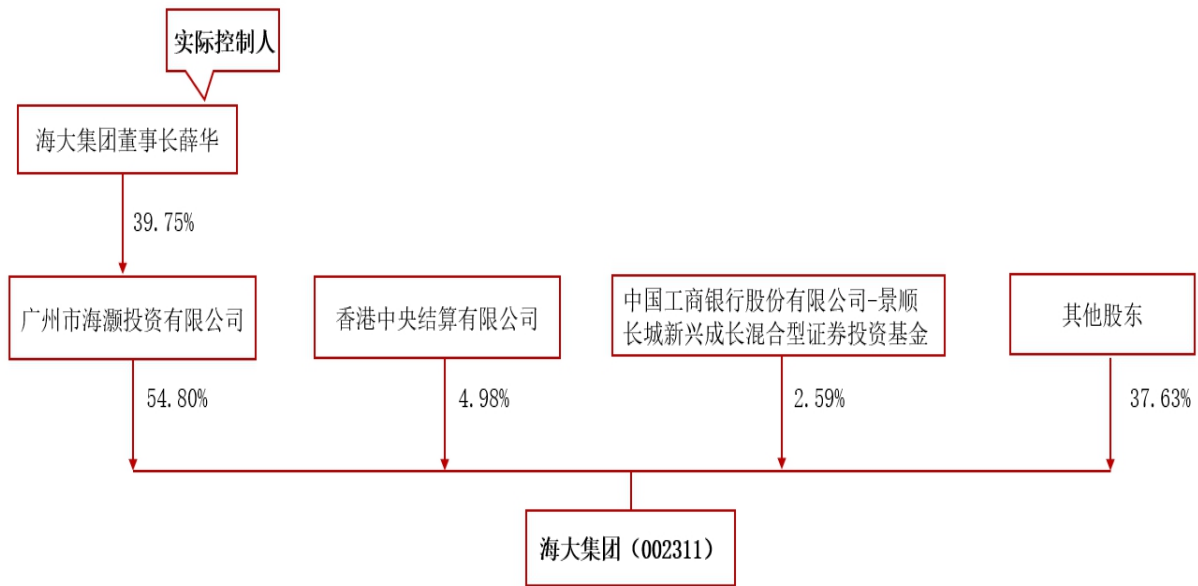 实际控制人
海大集团董事长薛华
39.75%
广州市海灏投资有限公司
香港中央结算有限公司
中国工商银行股份有限公司-景顺
长城新兴成长混合型证券投资基金
其他股东
54.80%
4.98%
2.59%
37.63%
海大集团（002311）